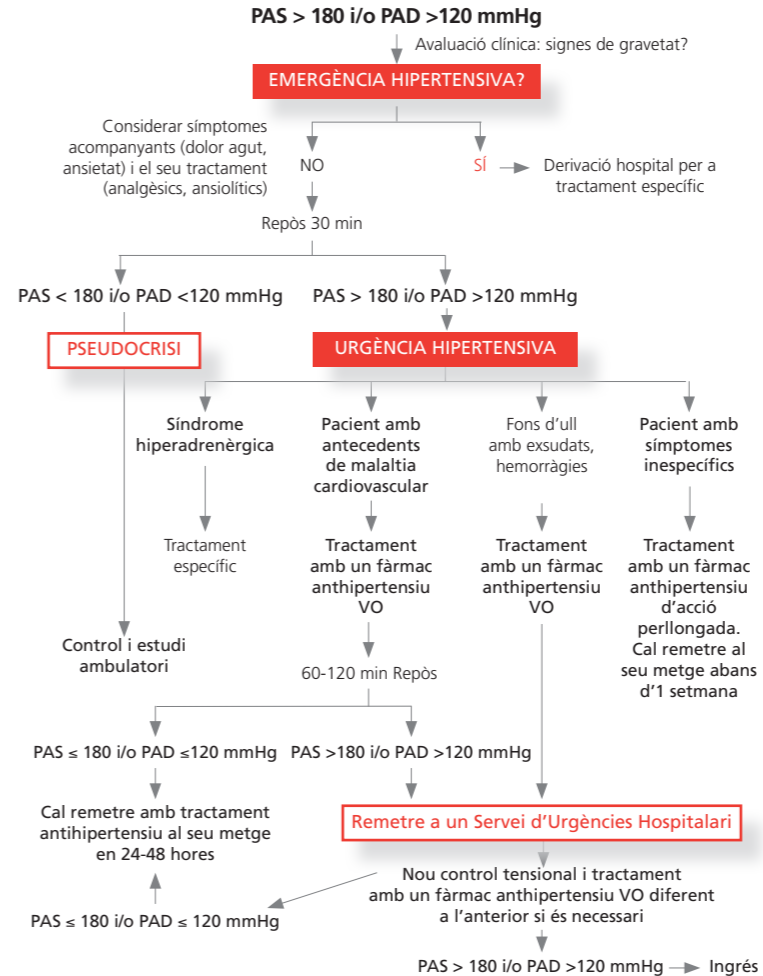 PAS > 180 i/o PAD >120 mmHg
Avaluació clínica: signes de gravetat?
EMERGÈNCIA HIPERTENSIVA?
Considerar símptomes
acompanyants (dolor agut,
ansietat) i el seu tractament
(analgèsics, ansiolítics)
NO
SÍ
Derivació hospital per a
tractament específic
Repòs 30 min
PAS < 180 i/o PAD <120 mmHg
PAS > 180 i/o PAD >120 mmHg
PSEUDOCRISI
URGÈNCIA HIPERTENSIVA
Síndrome
hiperadrenèrgica
Pacient amb
antecedents
de malaltia
cardiovascular
Fons d'ull
amb exsudats,
hemorràgies
Pacient amb
símptomes
inespecífics
Tractament
específic
Tractament
amb un fàrmac
anthipertensiu
VO
Tractament
amb un fàrmac
anthipertensiu
VO
Tractament
amb un fàrmac
anthipertensiu
d'acció
perllongada.
Cal remetre al
seu metge abans
d'1 setmana
Control i estudi
ambulatori
60-120 min Repòs
PAS ≤ 180 i/o PAD ≤120 mmHg
PAS >180 i/o PAD >120 mmHg
Cal remetre amb tractament
antihipertensiu al seu metge
en 24-48 hores
Remetre a un Servei d'Urgències Hospitalari
Nou control tensional i tractament
amb un fàrmac anthipertensiu VO diferent
a l'anterior si és necessari
PAS ≤ 180 i/o PAD ≤ 120 mmHg
PAS > 180 i/o PAD >120 mmHg
Ingrés